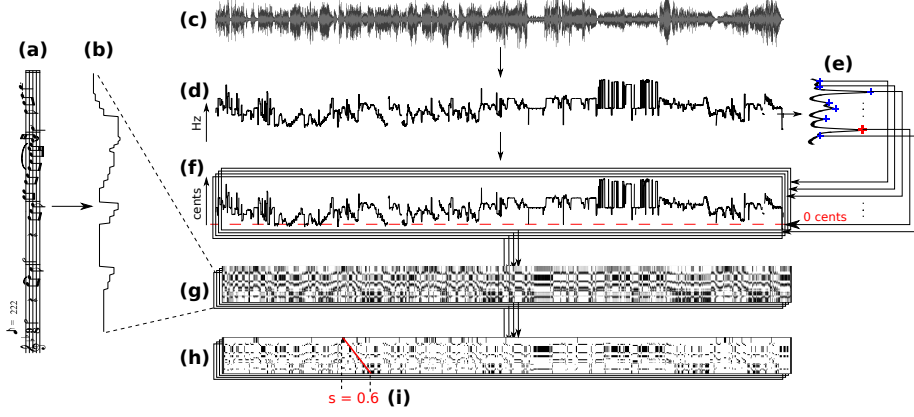 (c)
(a)
(b)
(d)
(e)
Hz
(f)
cents
0 cents
(g)
♪ = 222
(h)
s = 0.6
(i)